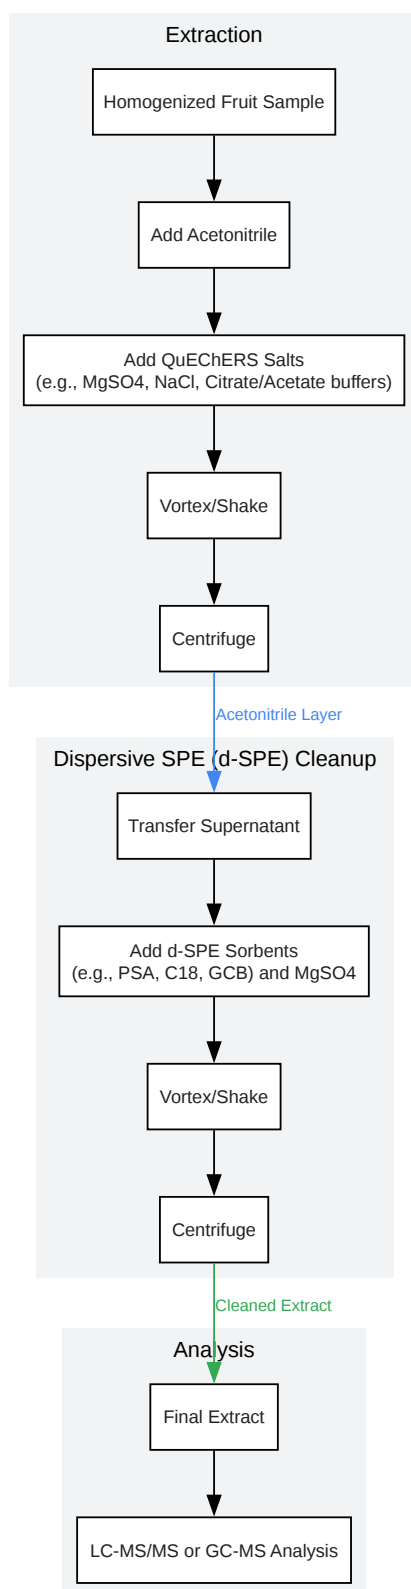 Extraction
Homogenized Fruit Sample
Add Acetonitrile
Add QuEChERS Salts
(e.g., MgSO4, NaCl, Citrate/Acetate buffers)
Vortex/Shake
Centrifuge
Acetonitrile Layer
Dispersive SPE (d-SPE) Cleanup
Transfer Supernatant
Add d-SPE Sorbents
(e.g., PSA, C18, GCB) and MgSO4
Vortex/Shake
Centrifuge
Cleaned Extract
Analysis
Final Extract
LC-MS/MS or GC-MS Analysis